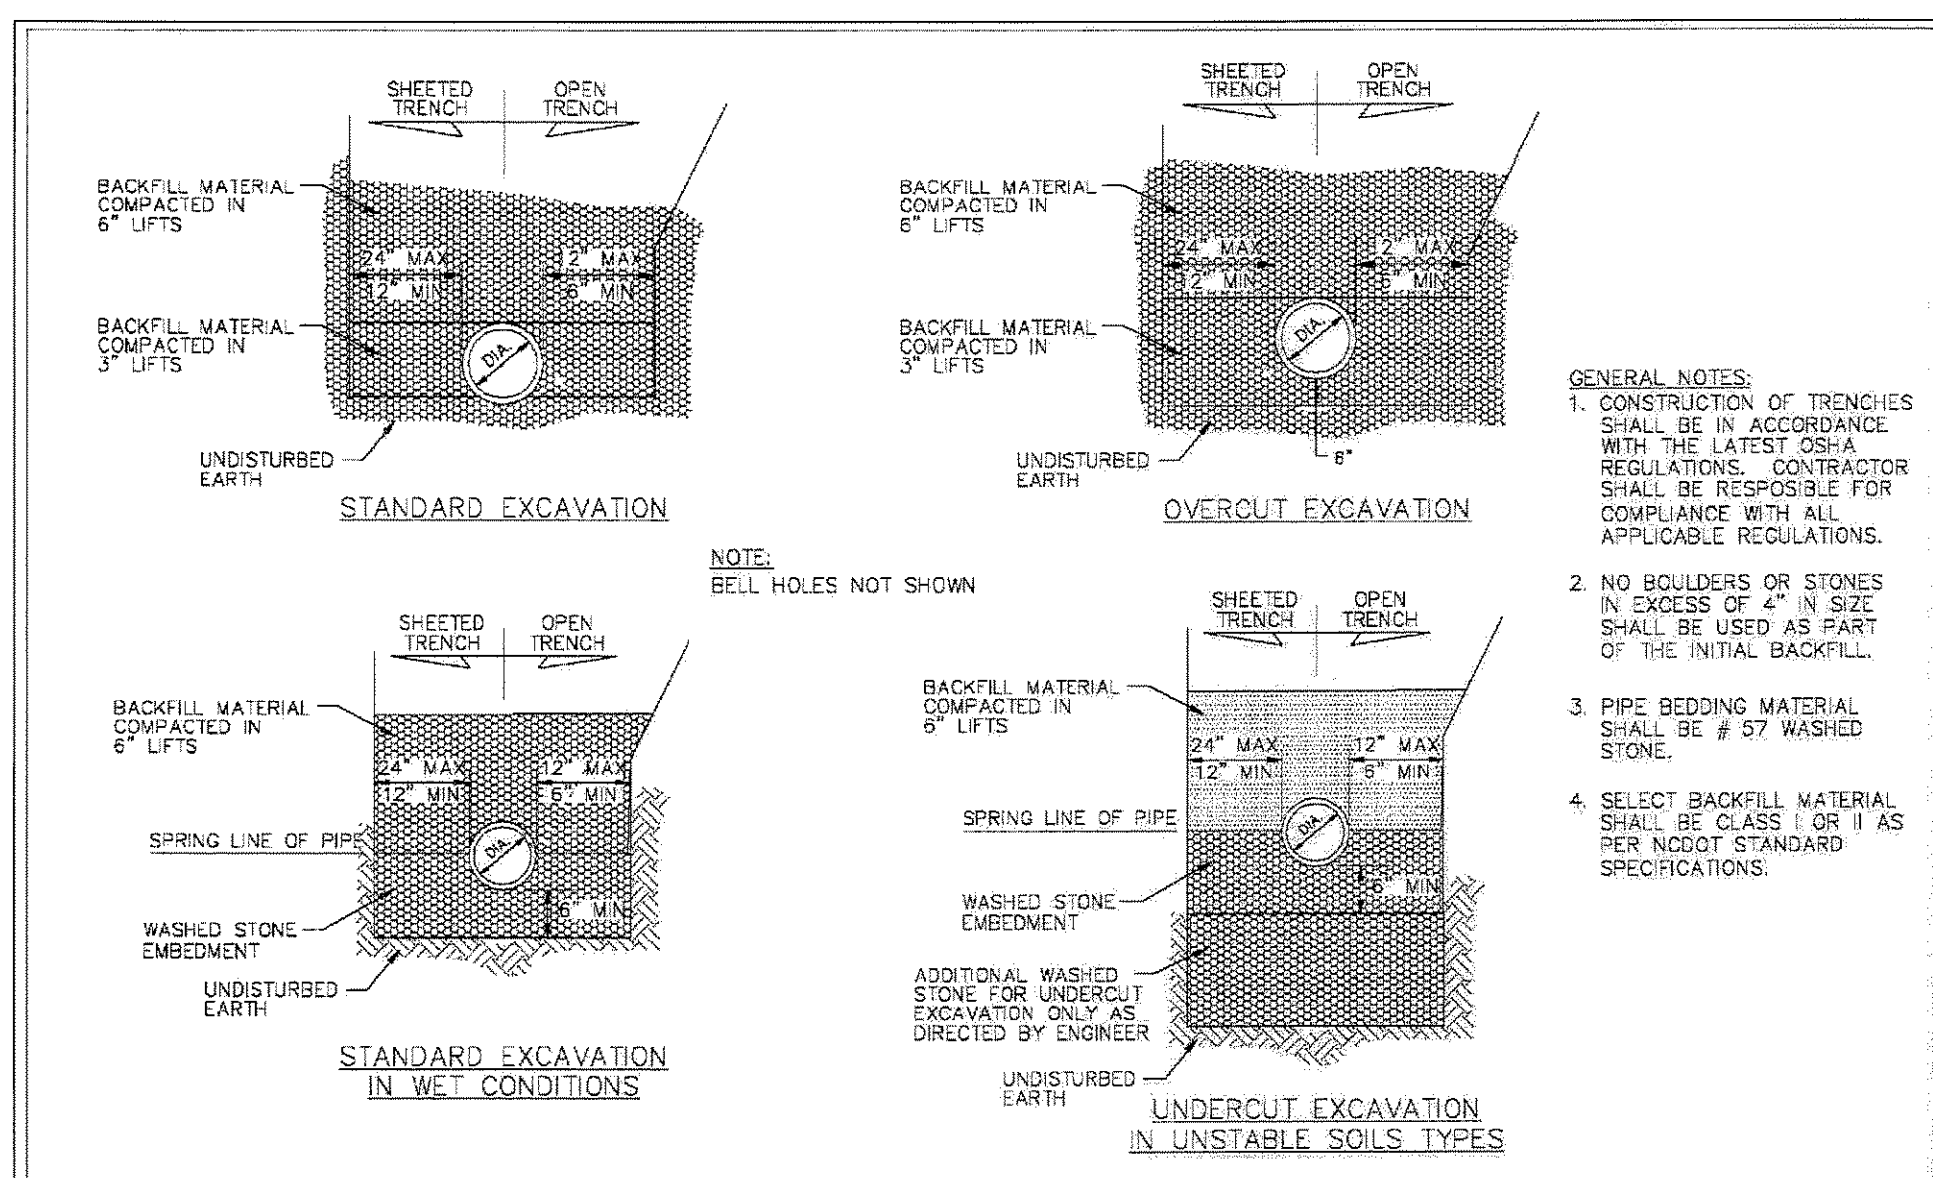 SHEETED
TRENCH
OPEN
TRENCH
BACKFILL MATERIAL
COMPACTED IN
6" LIFTS
24" MAX
12" MIN
2" MAX
6" MIN
BACKFILL MATERIAL
COMPACTED IN
3" LIFTS
DIA.
UNDISTURBED
EARTH
STANDARD EXCAVATION
SHEETED
TRENCH
OPEN
TRENCH
BACKFILL MATERIAL
COMPACTED IN
6" LIFTS
24" MAX
12" MIN
2" MAX
6" MIN
BACKFILL MATERIAL
COMPACTED IN
3" LIFTS
DIA.
UNDISTURBED
EARTH
6"
OVERCUT EXCAVATION
NOTE:
BELL HOLES NOT SHOWN
SHEETED
TRENCH
OPEN
TRENCH
BACKFILL MATERIAL
COMPACTED IN
6" LIFTS
24" MAX
12" MIN
12" MAX
6" MIN
SPRING LINE OF PIPE
DIA.
6" MIN
WASHED STONE
EMBEDMENT
UNDISTURBED
EARTH
STANDARD EXCAVATION
IN WET CONDITIONS
SHEETED
TRENCH
OPEN
TRENCH
BACKFILL MATERIAL
COMPACTED IN
6" LIFTS
24" MAX
12" MIN
12" MAX
6" MIN
SPRING LINE OF PIPE
DIA.
6" MIN
WASHED STONE
EMBEDMENT
ADDITIONAL WASHED
STONE FOR UNDERCUT
EXCAVATION ONLY AS
DIRECTED BY ENGINEER
UNDISTURBED
EARTH
UNDERCUT EXCAVATION
IN UNSTABLE SOILS TYPES
GENERAL NOTES:
1. CONSTRUCTION OF TRENCHES
SHALL BE IN ACCORDANCE
WITH THE LATEST OSHA
REGULATIONS. CONTRACTOR
SHALL BE RESPOSIBLE FOR
COMPLIANCE WITH ALL
APPLICABLE REGULATIONS.
2. NO BOULDERS OR STONES
IN EXCESS OF 4" IN SIZE
SHALL BE USED AS PART
OF THE INITIAL BACKFILL.
3. PIPE BEDDING MATERIAL
SHALL BE # 57 WASHED
STONE.
4. SELECT BACKFILL MATERIAL
SHALL BE CLASS I OR II AS
PER NCDOT STANDARD
SPECIFICATIONS.